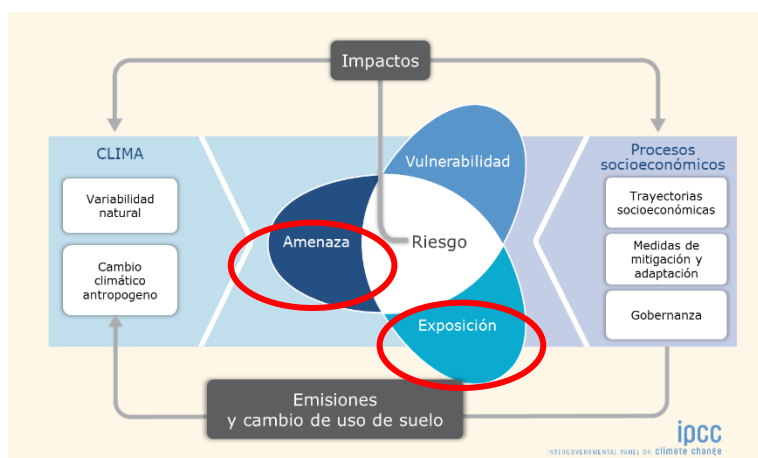 Impactos
CLIMA
Variabilidad
natural
Cambio
climático
antropogeno
Vulnerabilidad
Amenaza
Riesgo
Exposición
Procesos
socioeconómicos
Trayectorias
socioeconómicas
Medidas de
mitigación y
adaptación
Gobernanza
Emisiones
y cambio de uso de suelo
ipcc
INTERGOVERNMENTAL PANEL ON climate change